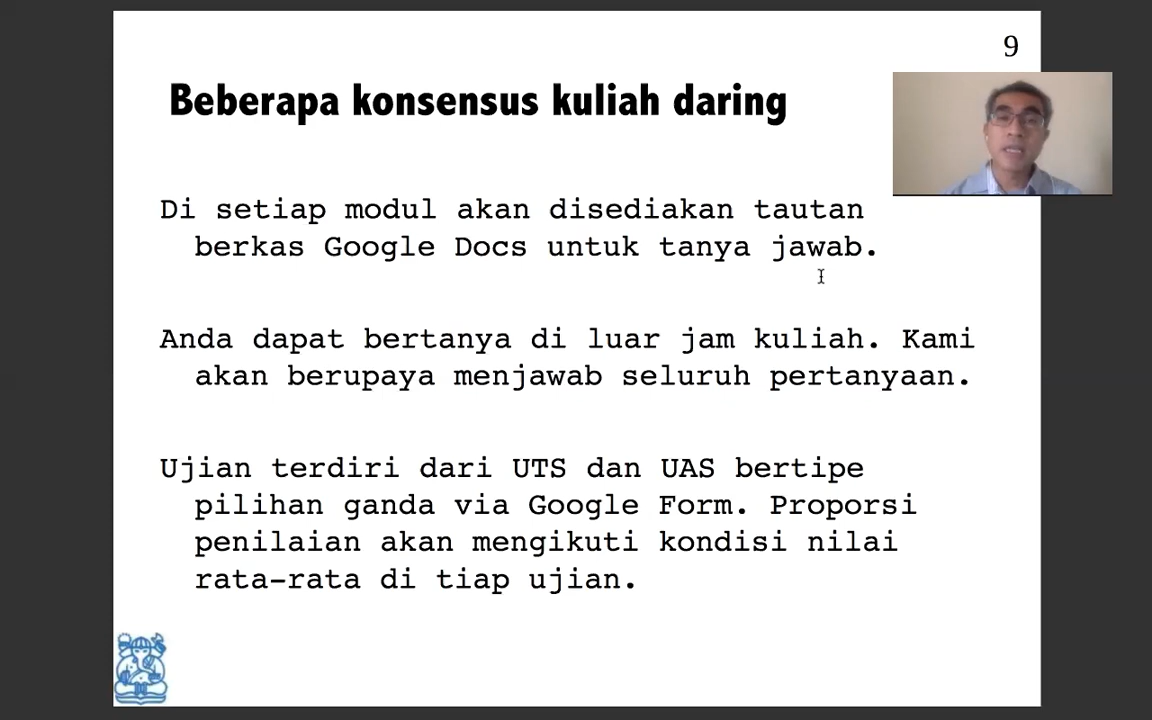 9
Beberapa konsensus kuliah daring
Di setiap modul akan disediakan tautan
berkas Google Docs untuk tanya jawab.
Anda dapat bertanya di luar jam kuliah. Kami
akan berupaya menjawab seluruh pertanyaan.
Ujian terdiri dari UTS dan UAS bertipe
pilihan ganda via Google Form. Proporsi
penilaian akan mengikuti kondisi nilai
rata-rata di tiap ujian.